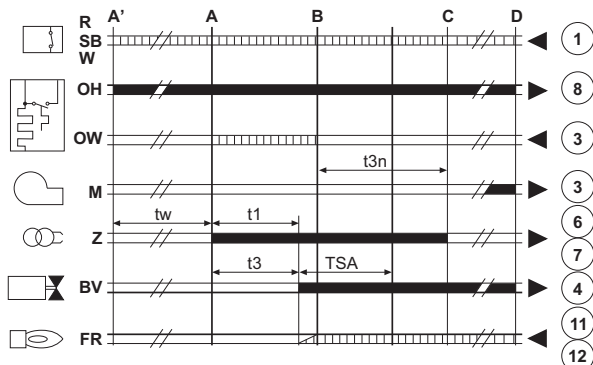 R A' A B C D
SB 1
W
OH 8
OW 3
t3n
M 3
tw t1 6
Z 7
t3 TSA
BV 4
11
FR 12